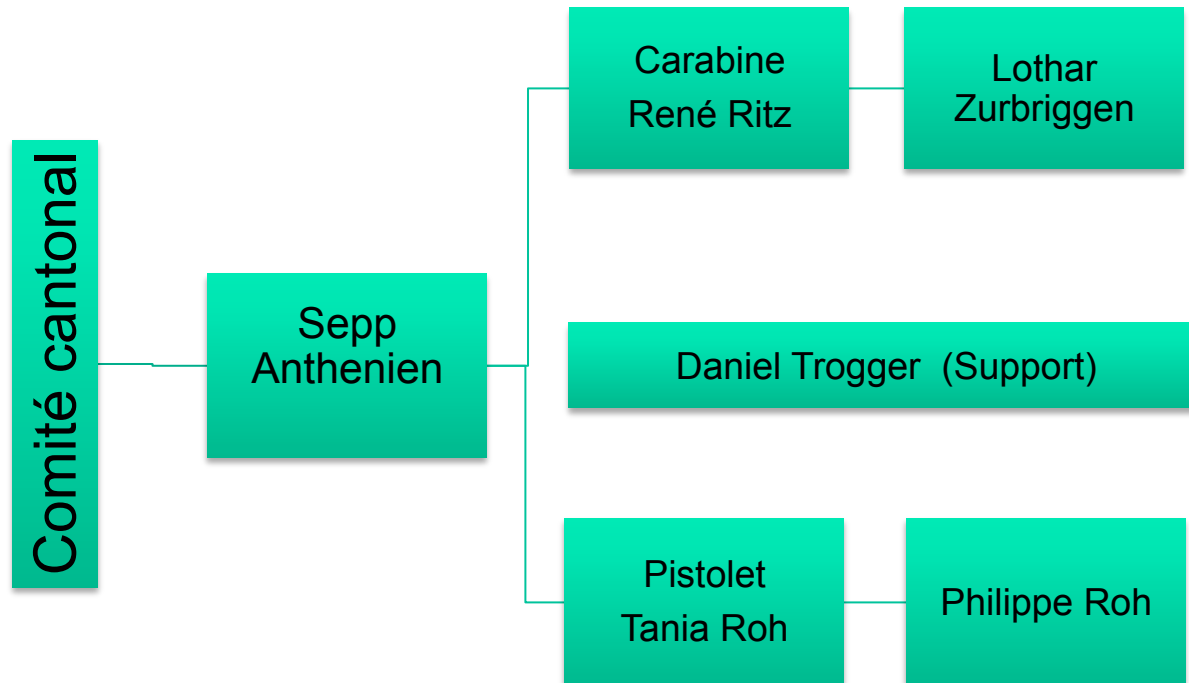 Comité cantonal
Sepp
Anthenien
Carabine
René Ritz
Lothar
Zurbriggen
Daniel Trogger (Support)
Pistolet
Tania Roh
Philippe Roh